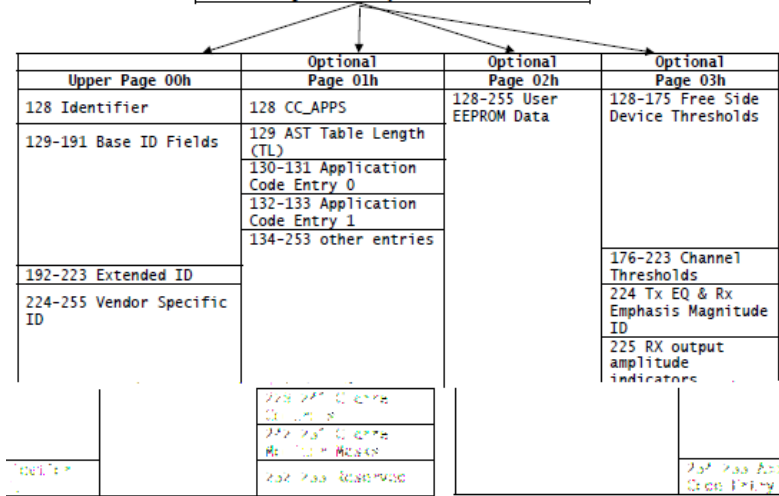 Optional
Optional
Optional
Upper Page 00h
Page 01h
Page 02h
Page 03h
128 Identifier
128 CC_APPS
128-255 User
EEPROM Data
128-175 Free Side
Device Thresholds
129-191 Base ID Fields
129 AST Table Length
(TL)
130-131 Application
Code Entry 0
132-133 Application
Code Entry 1
134-253 other entries
176-223 Channel
Thresholds
192-223 Extended ID
224 Tx EQ & Rx
Emphasis Magnitude
ID
224-255 Vendor Specific
ID
225 RX output
amplitude
indicators